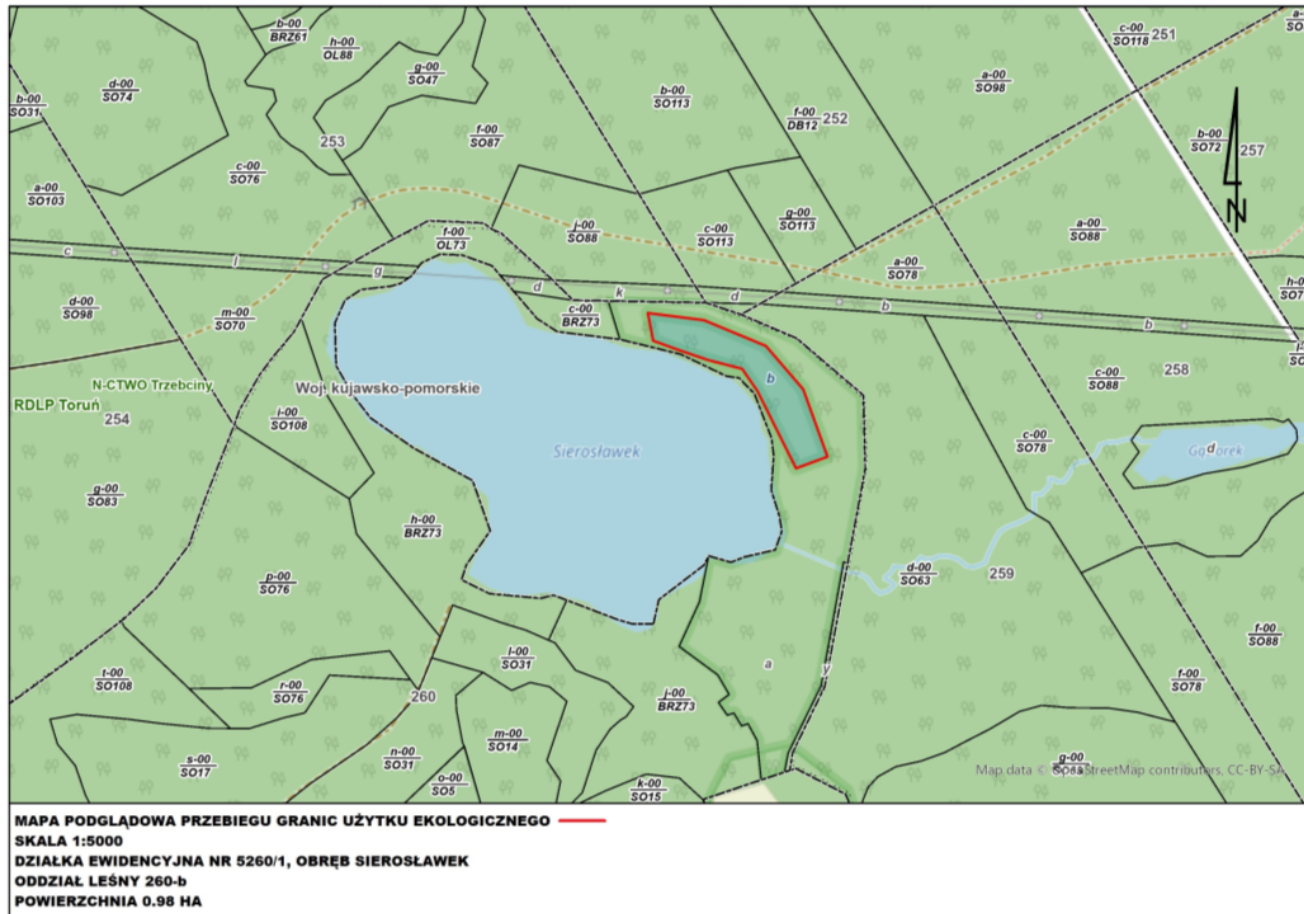 b-00
BRZ61
h-00
OL88
g-00
SO47
d-00
SO74
b-00
SO31
253
f-00
SO87
c-00
SO76
a-00
SO103
b-00
SO113
f-00
DB12
252
c-00
SO118
251
a-00
SO98
b-00
SO72
257
N
f-00
OL73
j-00
SO88
c-00
SO113
g-00
SO113
a-00
SO78
a-00
SO88
c
l
g
d
k
d
b
b
d-00
SO98
m-00
SO70
c-00
BRZ73
b
N-CTWO Trzebciny
RDLP Toruń
254
Woj. kujawsko-pomorskie
i-00
SO108
Sierosławek
c-00
SO88
258
c-00
SO78
d
g-00
SO83
h-00
BRZ73
p-00
SO76
d-00
SO63
259
f-00
SO88
f-00
SO78
t-00
SO108
r-00
SO76
260
l-00
SO31
j-00
BRZ73
a
y
s-00
SO17
n-00
SO31
m-00
SO14
o-00
SO5
k-00
SO15
g-00
Map data © OpenStreetMap contributors, CC-BY-SA
MAPA PODGLĄDOWA PRZEBIEGU GRANIC UŻYTKU EKOLOGICZNEGO
SKALA 1:5000
DZIAŁKA EWIDENCYJNA NR 5260/1, OBRĘB SIEROSŁAWEK
ODDZIAŁ LEŚNY 260-b
POWIERZCHNIA 0.98 HA